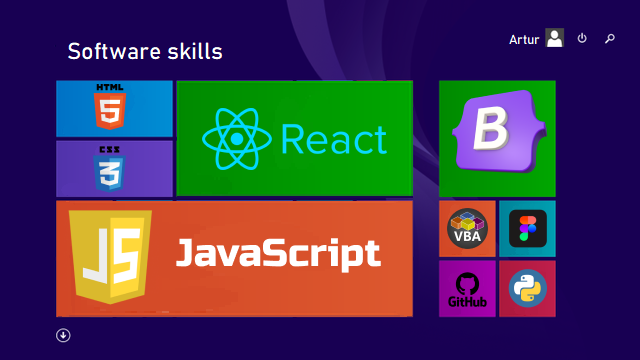 Software skills
Artur
HTML
5
React
B
CSS
3
JS
JavaScript
VBA
GitHub